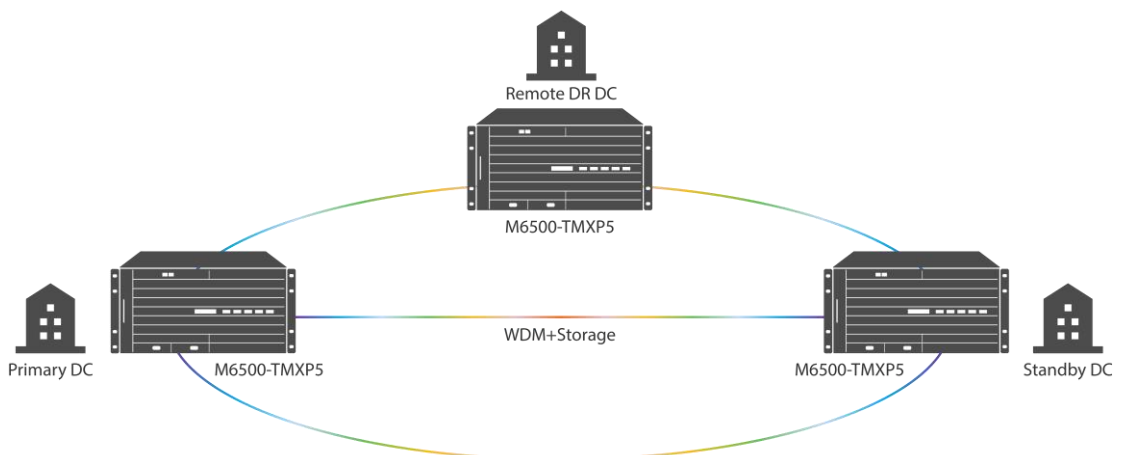 Remote DR DC
M6500-TMXP5
WDM+Storage
Primary DC
M6500-TMXP5
M6500-TMXP5
Standby DC